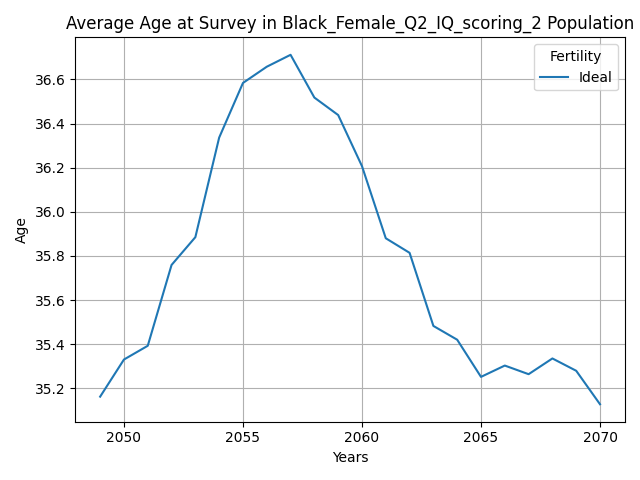 Average Age at Survey in Black_Female_Q2_IQ_scoring_2 Population
Fertility
Ideal
36.6
36.4
36.2
36.0
35.8
35.6
35.4
35.2
Age
2050
2055
2060
2065
2070
Years